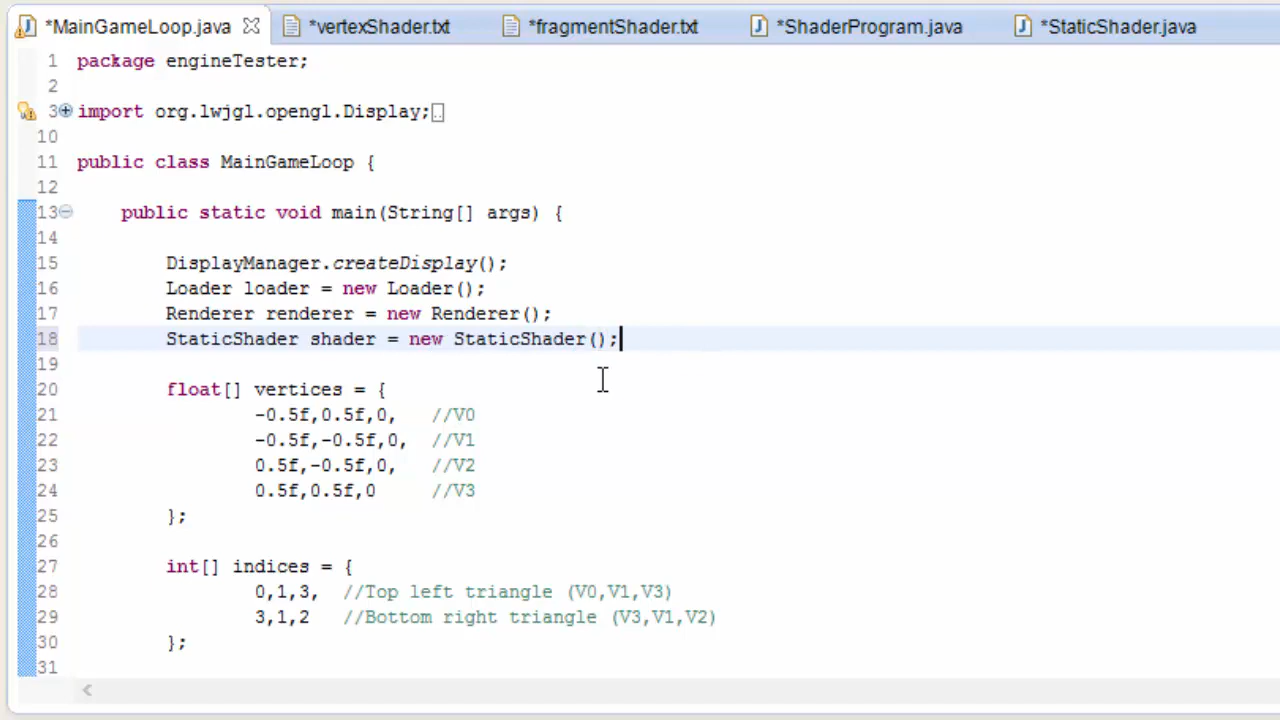 *MainGameLoop.java *vertexShader.txt *fragmentShader.txt *ShaderProgram.java *StaticShader.java
1 package engineTester;
2
3 import org.lwjgl.opengl.Display;
10
11 public class MainGameLoop {
12
13 public static void main(String[] args) {
14
15 DisplayManager.createDisplay();
16 Loader loader = new Loader();
17 Renderer renderer = new Renderer();
18 StaticShader shader = new StaticShader();
19
20 float[] vertices = {
21 -0.5f,0.5f,0, //V0
22 -0.5f,-0.5f,0, //V1
23 0.5f,-0.5f,0, //V2
24 0.5f,0.5f,0 //V3
25 };
26
27 int[] indices = {
28 0,1,3, //Top left triangle (V0,V1,V3)
29 3,1,2 //Bottom right triangle (V3,V1,V2)
30 };
31